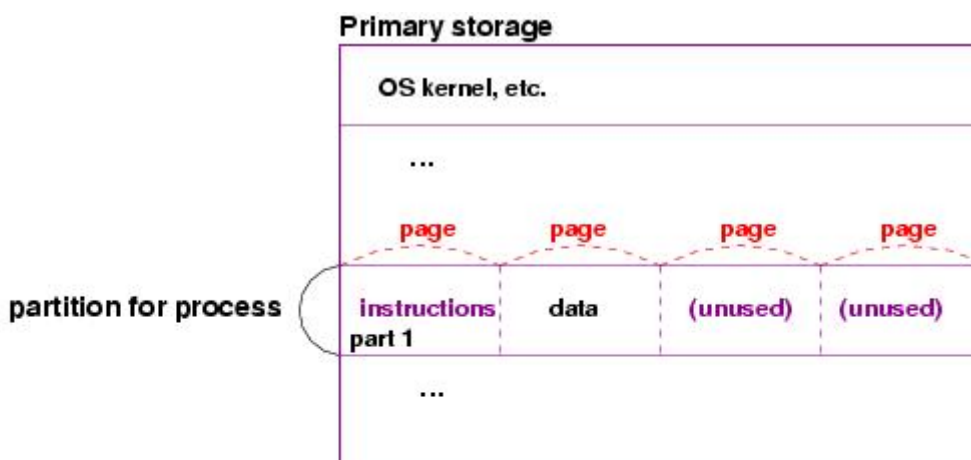 Primary storage
OS kernel, etc.
...
page page page page
partition for process
instructions data (unused) (unused)
part 1
...